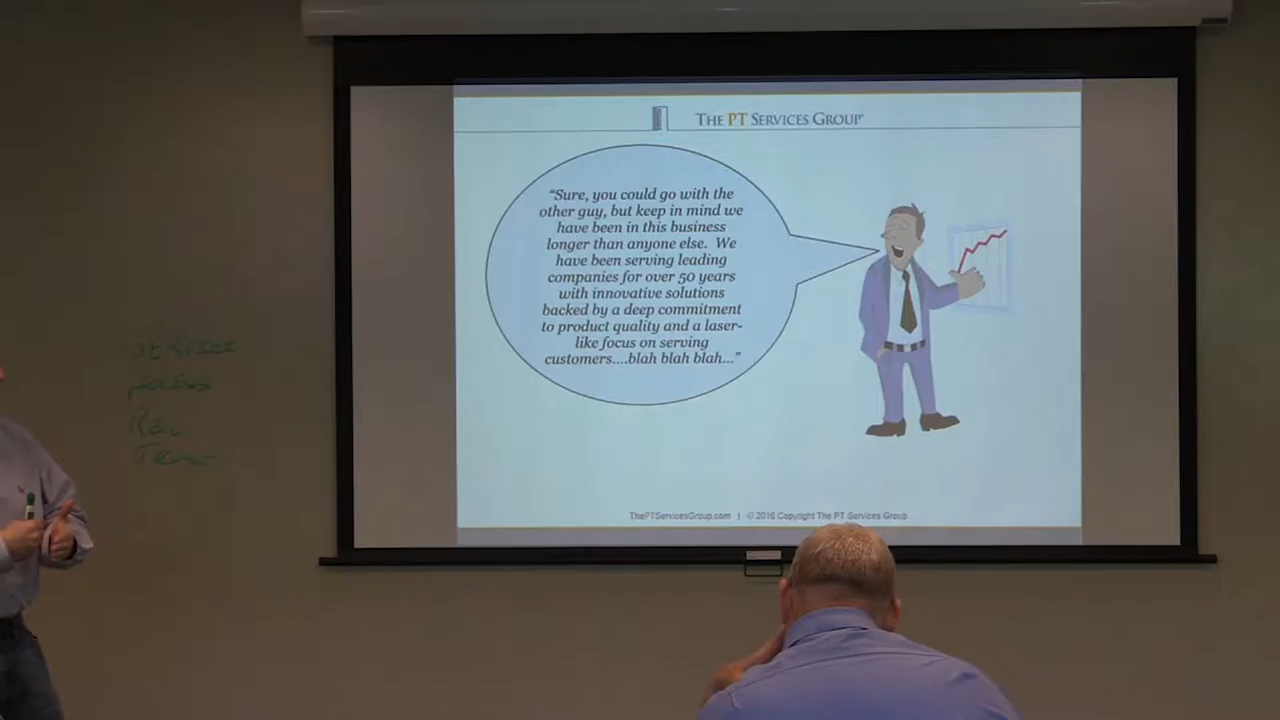 THE PT SERVICES GROUP
“Sure, you could go with the
other guy, but keep in mind we
have been in this business
longer than anyone else. We
have been serving leading
companies for over 50 years
with innovative solutions
backed by a deep commitment
to product quality and a laser-
like focus on serving
customers....blah blah blah...”
ThePTServicesGroup.com | © 2016 Copyright The PT Services Group
SERVICE